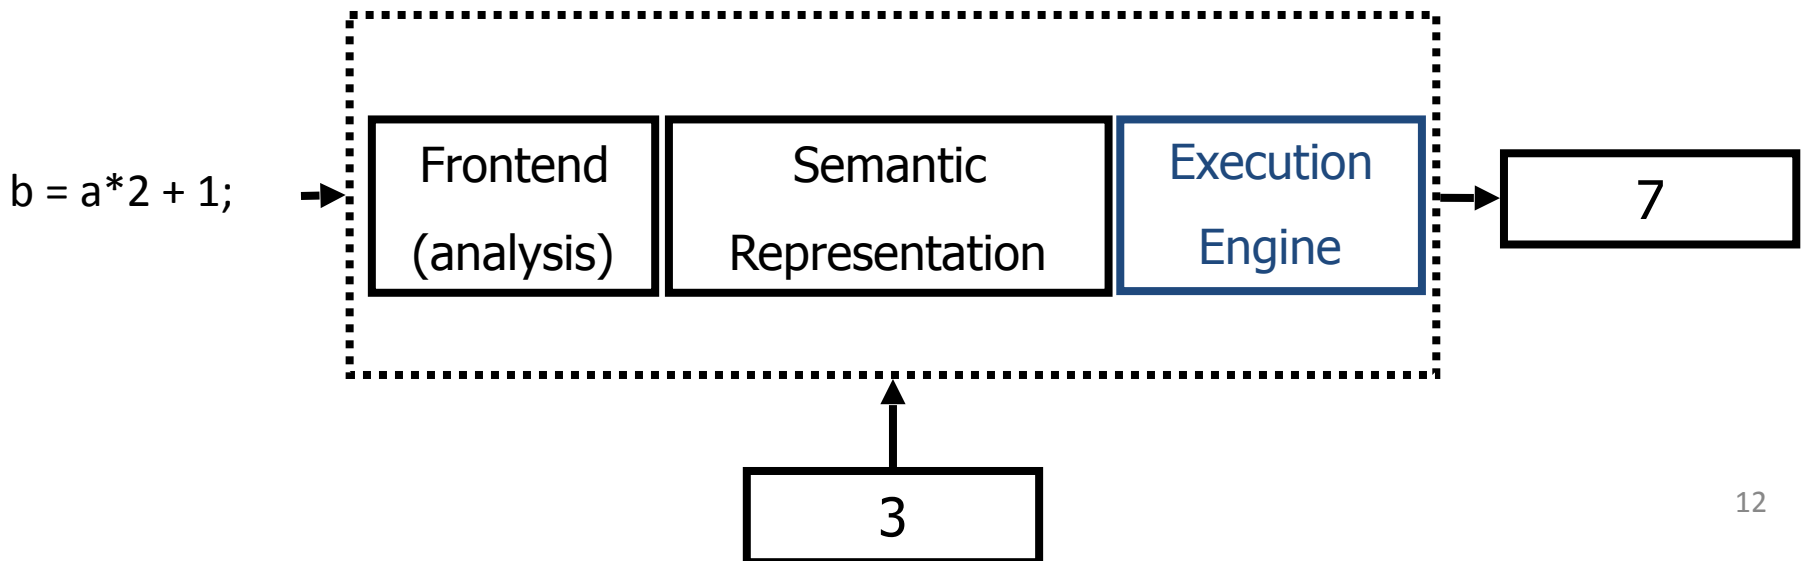 b = a*2 + 1;
Frontend
(analysis)
Semantic
Representation
Execution
Engine
7
3
12